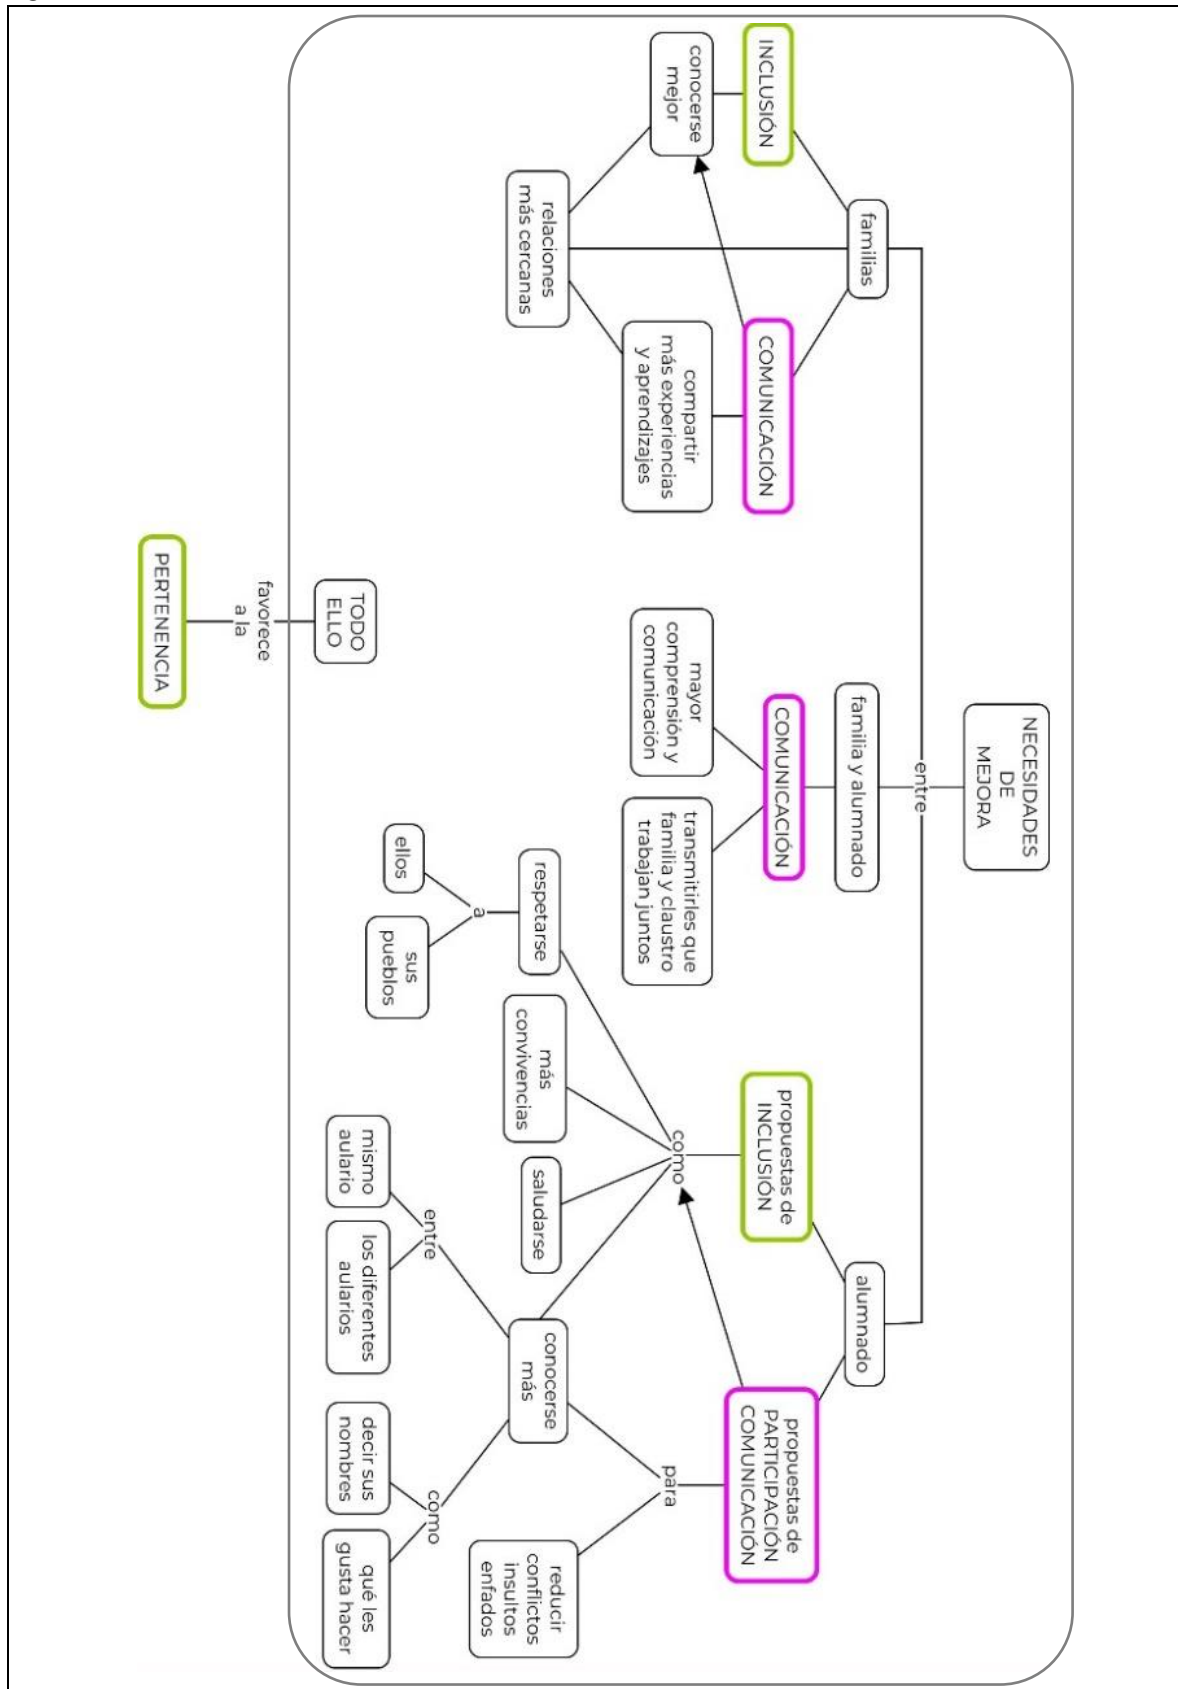 NECESIDADES
DE
MEJORA
entre
familias
INCLUSIÓN
COMUNICACIÓN
conocerse
mejor
compartir
más experiencias
y aprendizajes
relaciones
más cercanas
familia y alumnado
COMUNICACIÓN
mayor
comprensión y
comunicación
transmitirles que
familia y claustro
trabajan juntos
alumnado
propuestas de
INCLUSIÓN
propuestas de
PARTICIPACIÓN
COMUNICACIÓN
como
para
respetarse
a
ellos
sus
pueblos
más
convivencias
saludarse
conocerse
más
reducir
conflictos
insultos
enfados
entre
mismo
aulario
los diferentes
aularios
como
decir sus
nombres
qué les
gusta hacer
TODO
ELLO
favorece
a la
PERTENENCIA